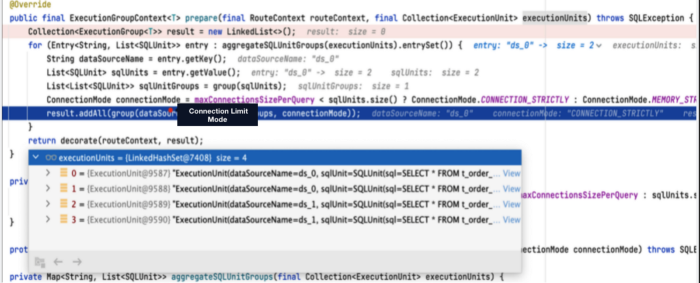 @Override
public final ExecutionGroupContext<T> prepare(final RouteContext routeContext, final Collection<ExecutionUnit> executionUnits) throws SQLException {
Collection<ExecutionGroup<T>> result = new LinkedList<>();  result:  size = 0
for (Entry<String, List<SQLUnit>> entry : aggregateSQLUnitGroups(executionUnits).entrySet()) {  entry: "ds_0" ->  size = 2  executionUnits:  s
String dataSourceName = entry.getKey();  dataSourceName: "ds_0"
List<SQLUnit> sqlUnits = entry.getValue();  entry: "ds_0" ->  size = 2  sqlUnits:  size = 2
List<List<SQLUnit>> sqlUnitGroups = group(sqlUnits);  sqlUnitGroups:  size = 1
ConnectionMode connectionMode = maxConnectionsSizePerQuery < sqlUnits.size() ? ConnectionMode.CONNECTION_STRICTLY : ConnectionMode.MEMORY_STR
result.addAll(group(dataSour Connection Limit Mode ups, connectionMode));  dataSourceName: "ds_0"  connectionMode: "CONNECTION_STRICTLY"  res
}
return decorate(routeContext, result);
}
executionUnits = {LinkedHashSet@7408}  size = 4
0 = {ExecutionUnit@9587} "ExecutionUnit(dataSourceName=ds_0, sqlUnit=SQLUnit(sql=SELECT * FROM t_order_... View
1 = {ExecutionUnit@9588} "ExecutionUnit(dataSourceName=ds_0, sqlUnit=SQLUnit(sql=SELECT * FROM t_order_... View
priv axConnectionsSizePerQuery : sqlUnits.s
2 = {ExecutionUnit@9589} "ExecutionUnit(dataSourceName=ds_1, sqlUnit=SQLUnit(sql=SELECT * FROM t_order_... View
3 = {ExecutionUnit@9590} "ExecutionUnit(dataSourceName=ds_1, sqlUnit=SQLUnit(sql=SELECT * FROM t_order_... View
}
prot ectionMode connectionMode) throws SQLE
private Map<String, List<SQLUnit>> aggregateSQLUnitGroups(final Collection<ExecutionUnit> executionUnits) {